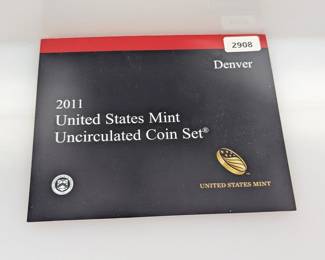 2908
Denver
2011
United States Mint
Uncirculated Coin Set®
UNITED STATES MINT